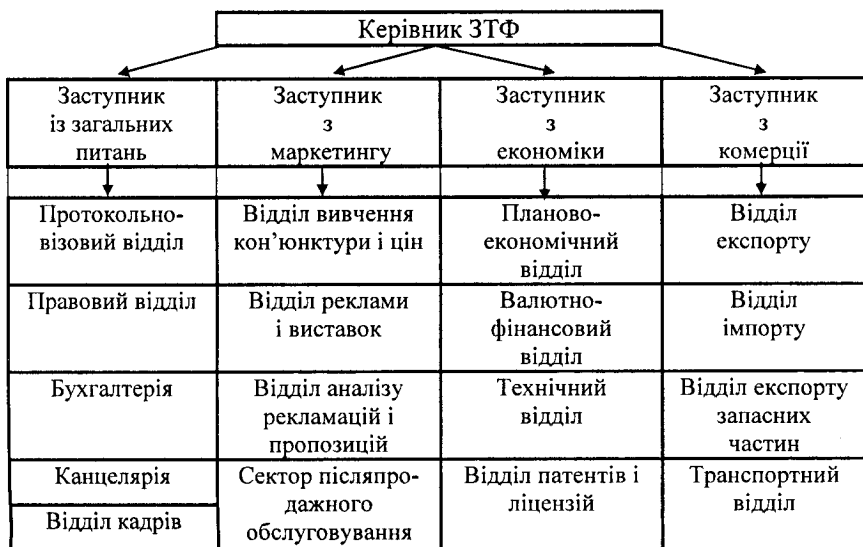 Керівник ЗТФ
Заступник
із загальних
питань
Заступник
з
маркетингу
Заступник
з
економіки
Заступник
з
комерції
Протокольно-
візовий відділ
Відділ вивчення
кон’юнктури і цін
Планово-
економічний
відділ
Відділ
експорту
Правовий відділ
Відділ реклами
і виставок
Валютно-
фінансовий
відділ
Відділ
імпорту
Бухгалтерія
Відділ аналізу
рекламацій і
пропозицій
Технічний
відділ
Відділ експорту
запасних
частин
Канцелярія
Відділ кадрів
Сектор післяпро-
дажного
обслуговування
Відділ патентів і
ліцензій
Транспортний
відділ